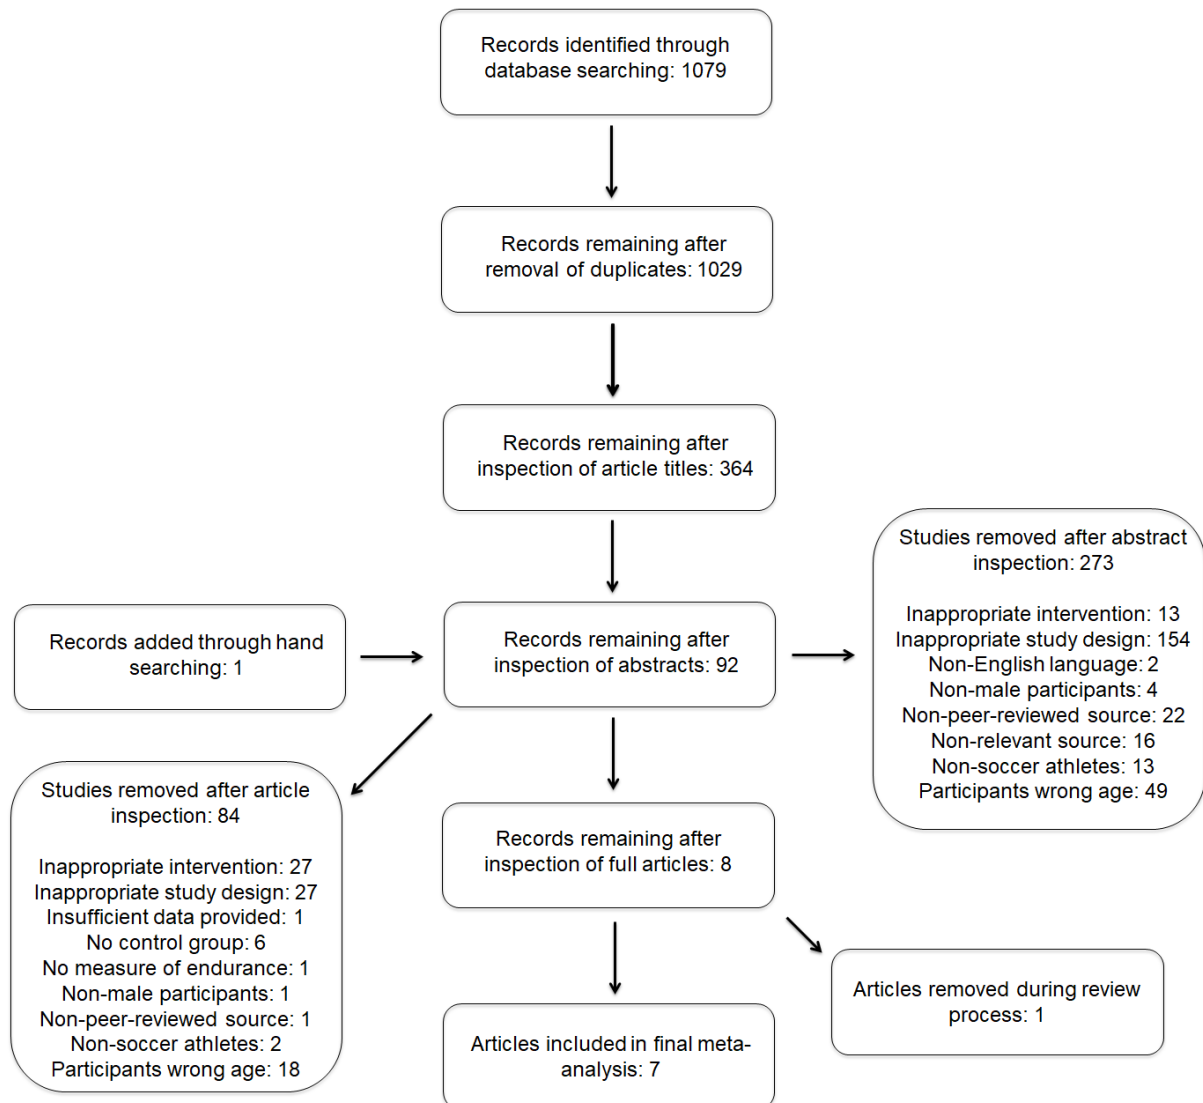 Records identified through
database searching: 1079
Records remaining after
removal of duplicates: 1029
Records remaining after
inspection of article titles: 364
Studies removed after abstract
inspection: 273
Inappropriate intervention: 13
Inappropriate study design: 154
Non-English language: 2
Non-male participants: 4
Non-peer-reviewed source: 22
Non-relevant source: 16
Non-soccer athletes: 13
Participants wrong age: 49
Records added through hand
searching: 1
Records remaining after
inspection of abstracts: 92
Studies removed after article
inspection: 84
Inappropriate intervention: 27
Inappropriate study design: 27
Insufficient data provided: 1
No control group: 6
No measure of endurance: 1
Non-male participants: 1
Non-peer-reviewed source: 1
Non-soccer athletes: 2
Participants wrong age: 18
Records remaining after
inspection of full articles: 8
Articles removed during review
process: 1
Articles included in final meta-
analysis: 7